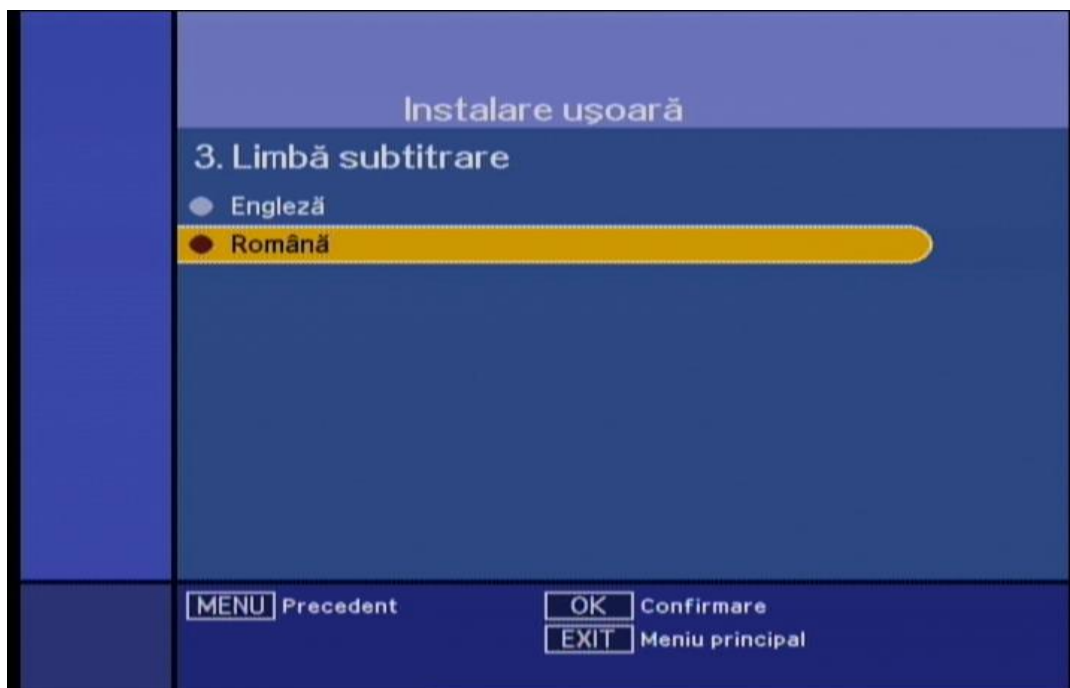 Instalare uşoară
3. Limbă subtitrare
Engleză
Română
MENU Precedent
OK Confirmare
EXIT Meniu principal